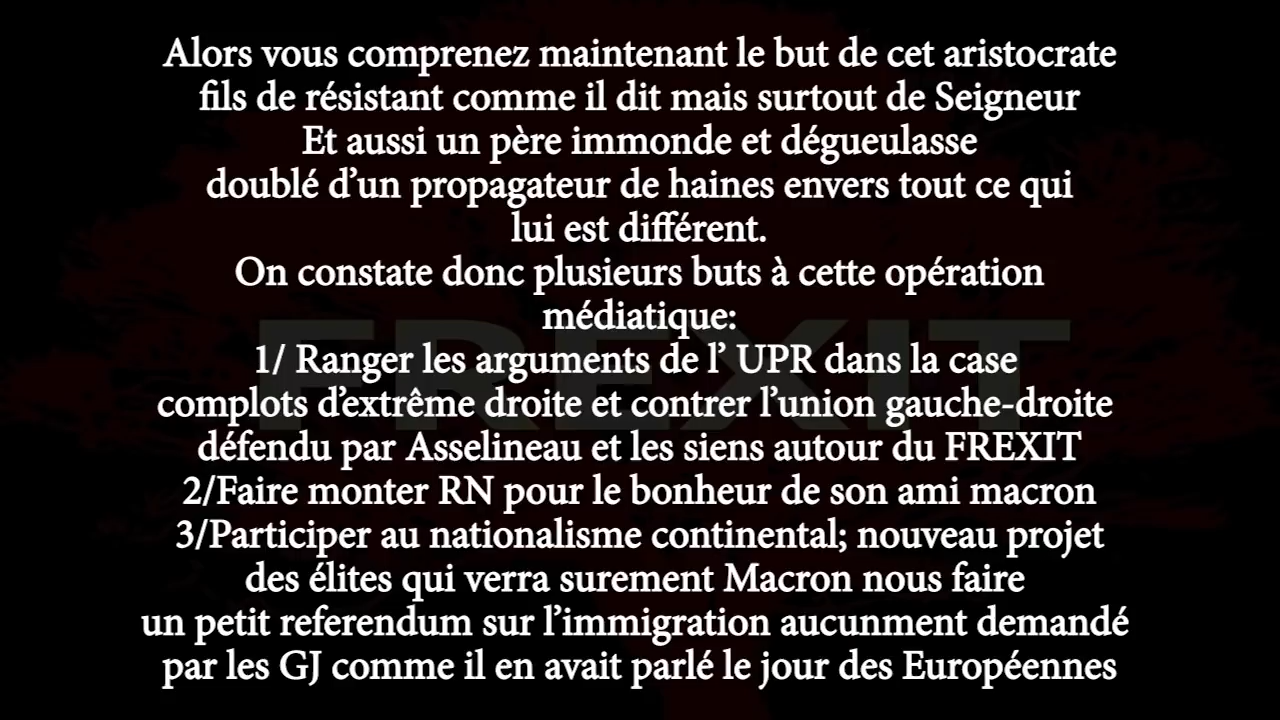 Alors vous comprenez maintenant le but de cet aristocrate
fils de résistant comme il dit mais surtout de Seigneur
Et aussi un père immonde et dégueulasse
doublé d’un propagateur de haines envers tout ce qui
lui est différent.
On constate donc plusieurs buts à cette opération
médiatique:
1/ Ranger les arguments de l’ UPR dans la case
complots d’extrême droite et contrer l’union gauche-droite
défendu par Asselineau et les siens autour du FREXIT
2/Faire monter RN pour le bonheur de son ami macron
3/Participer au nationalisme continental; nouveau projet
des élites qui verra surement Macron nous faire
un petit referendum sur l’immigration aucunment demandé
par les GJ comme il en avait parlé le jour des Européennes
FREXIT